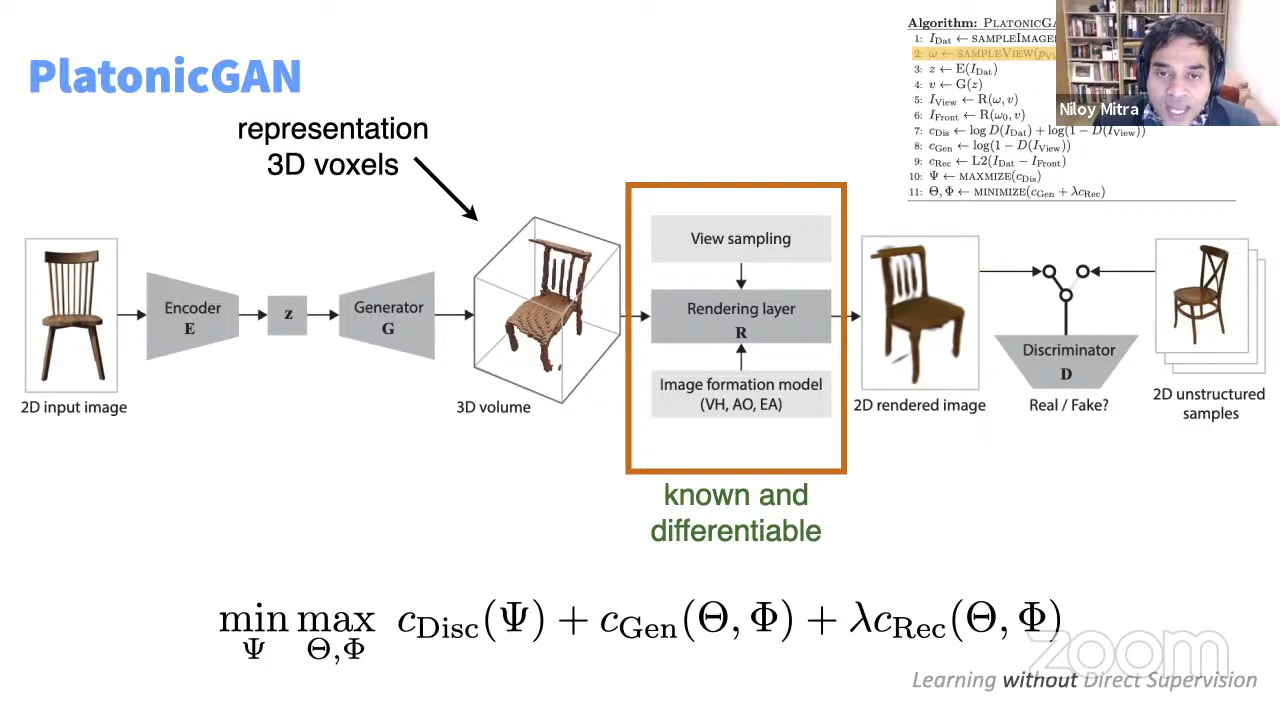 PlatonicGAN
representation
3D voxels
Algorithm: PLATONICGA
1: I_Dat ← SAMPLEIMAGE(
2: ω ← SAMPLEVIEW(p_Vi
3: z ← E(I_Dat)
4: v ← G(z)
5: I_View ← R(ω, v)
6: I_Front ← R(ω_0, v)
7: c_Dis ← log D(I_Dat) + log(1 − D(I_View))
8: c_Gen ← log(1 − D(I_View))
9: c_Rec ← L2(I_Dat − I_Front)
10: Ψ ← MAXMIZE(c_Dis)
11: Θ, Φ ← MINIMIZE(c_Gen + λc_Rec)
Niloy Mitra
2D input image
Encoder
E
z
Generator
G
3D volume
View sampling
Rendering layer
R
Image formation model
(VH, AO, EA)
2D rendered image
Discriminator
D
Real / Fake?
2D unstructured
samples
known and
differentiable
min max c_Disc(Ψ) + c_Gen(Θ, Φ) + λc_Rec(Θ, Φ)
Ψ Θ,Φ
zoom
Learning without Direct Supervision